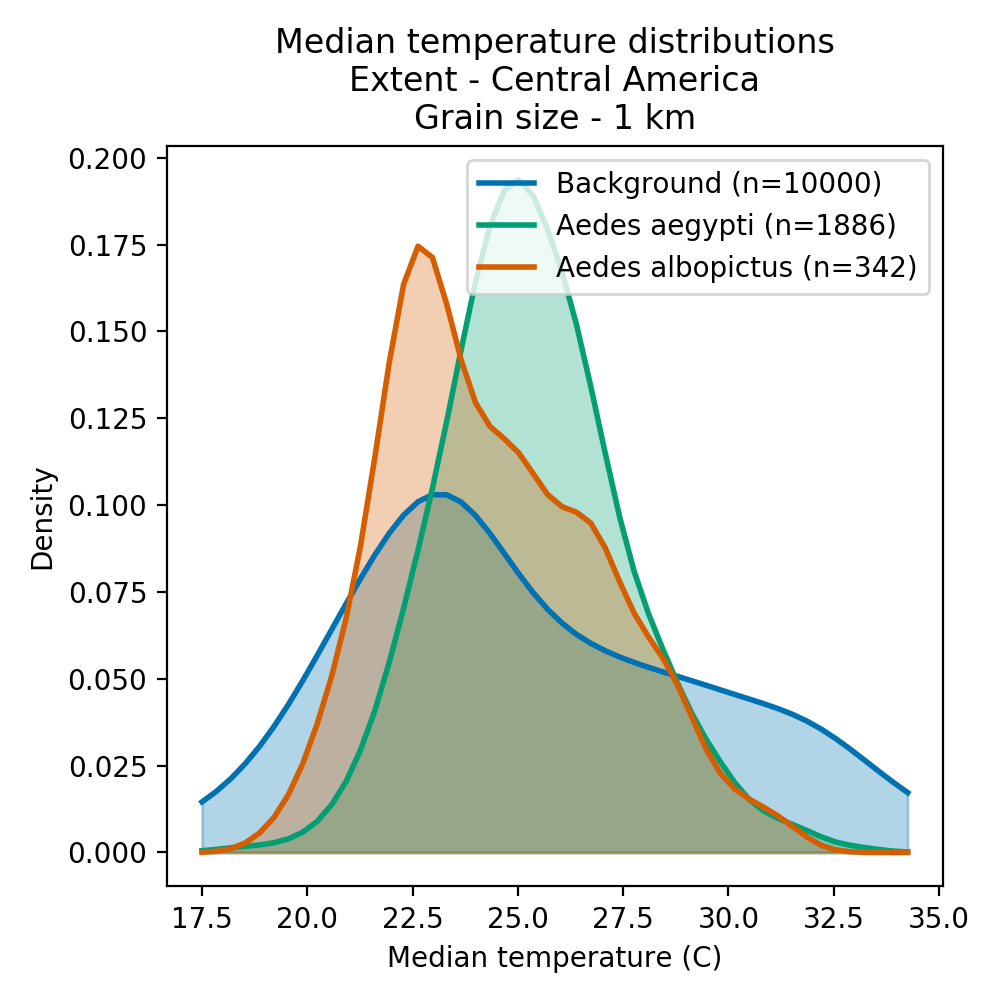 Median temperature distributions
Extent - Central America
Grain size - 1 km
0.200
0.175
0.150
0.125
0.100
0.075
0.050
0.025
0.000
Density
Background (n=10000)
Aedes aegypti (n=1886)
Aedes albopictus (n=342)
17.5 20.0 22.5 25.0 27.5 30.0 32.5 35.0
Median temperature (C)